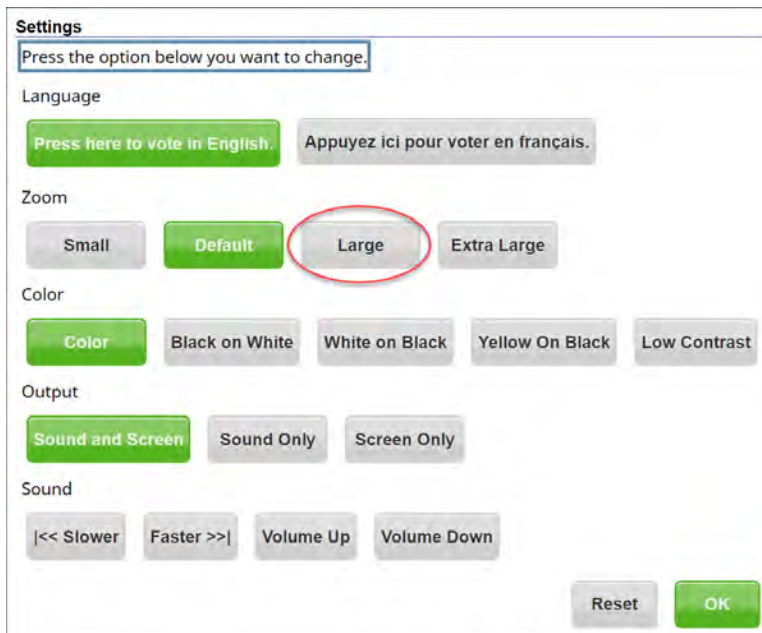 Settings
Press the option below you want to change.
Language
Press here to vote in English. Appuyez ici pour voter en français.
Zoom
Small Default Large Extra Large
Color
Color Black on White White on Black Yellow On Black Low Contrast
Output
Sound and Screen Sound Only Screen Only
Sound
|<< Slower Faster >>| Volume Up Volume Down
Reset OK